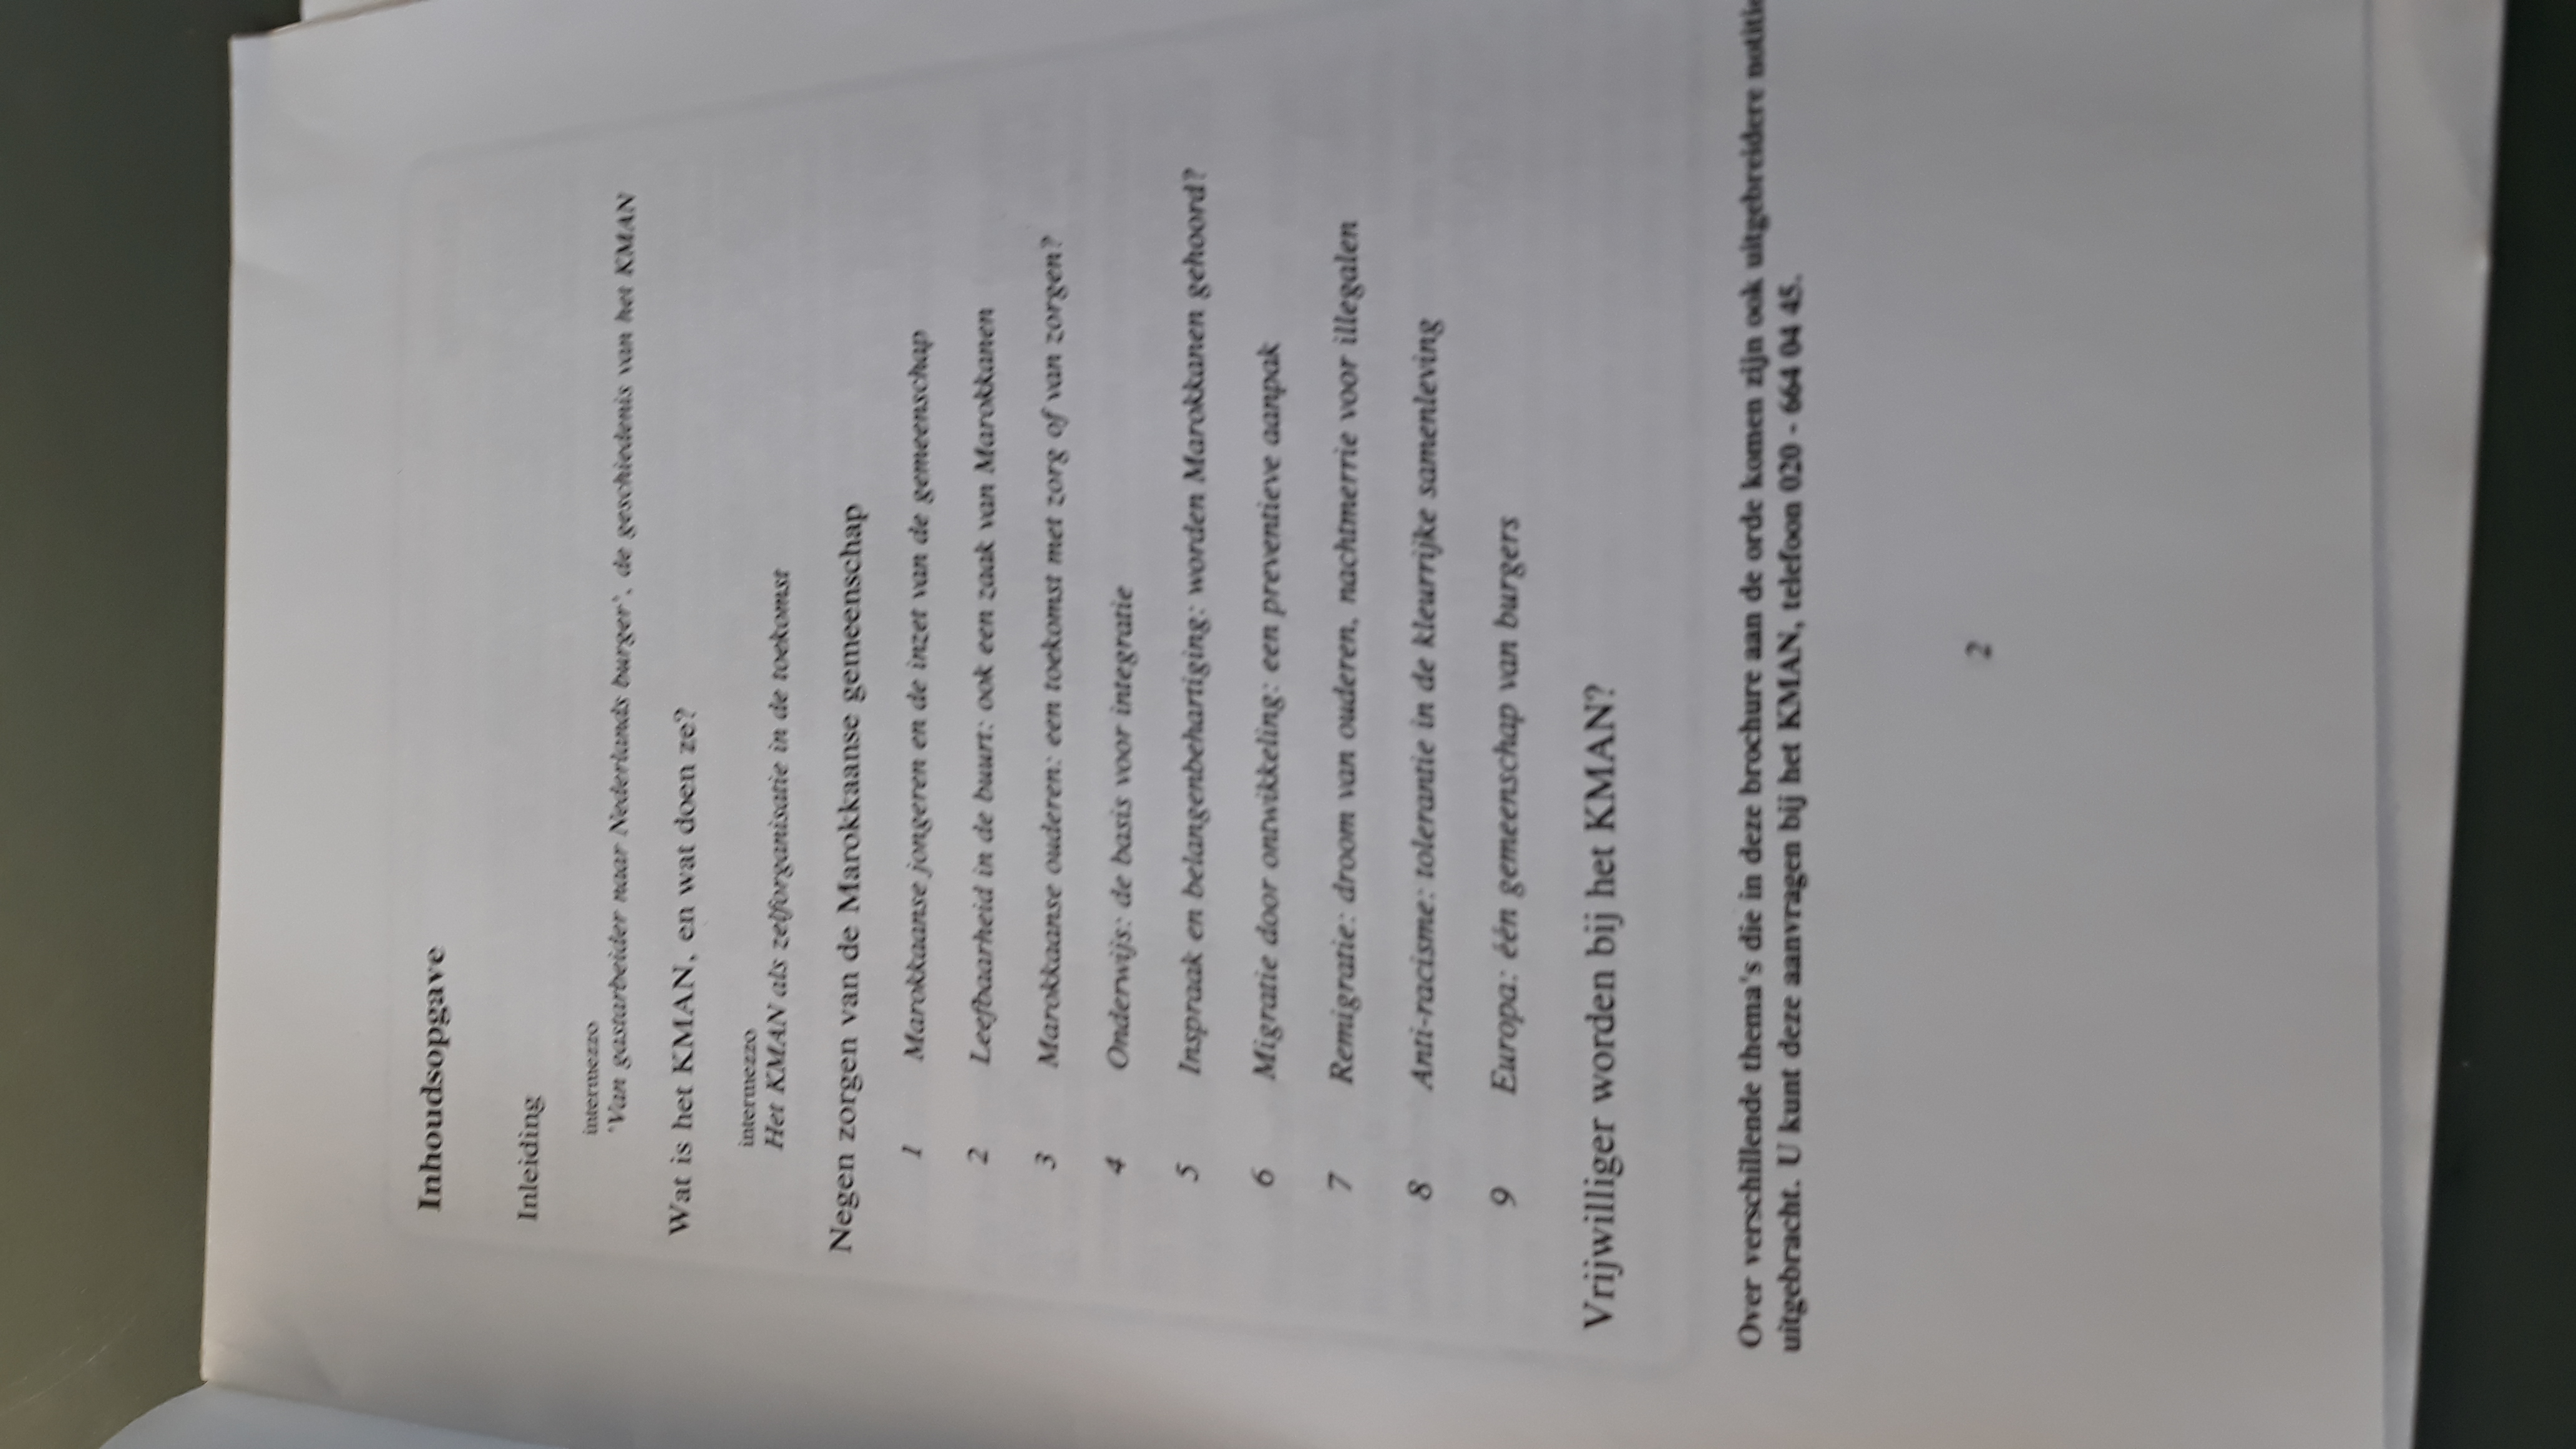 Inhoudsopgave
Inleiding
intermezzo
'Van gastarbeider naar Nederlands burger', de geschiedenis van het KMAN
Wat is het KMAN, en wat doen ze?
intermezzo
Het KMAN als zelforganisatie in de toekomst
Negen zorgen van de Marokkaanse gemeenschap
1 Marokkaanse jongeren en de inzet van de gemeenschap
2 Leefbaarheid in de buurt: ook een zaak van Marokkanen
3 Marokkaanse ouderen: een toekomst met zorg of van zorgen?
4 Onderwijs: de basis voor integratie
5 Inspraak en belangenbehartiging: worden Marokkanen gehoord?
6 Migratie door ontwikkeling: een preventieve aanpak
7 Remigratie: droom van ouderen, nachtmerrie voor illegalen
8 Anti-racisme: tolerantie in de kleurrijke samenleving
9 Europa: één gemeenschap van burgers
Vrijwilliger worden bij het KMAN?
Over verschillende thema's die in deze brochure aan de orde komen zijn ook uitgebreidere
uitgebracht. U kunt deze aanvragen bij het KMAN, telefoon 020 - 664 04 45.
2